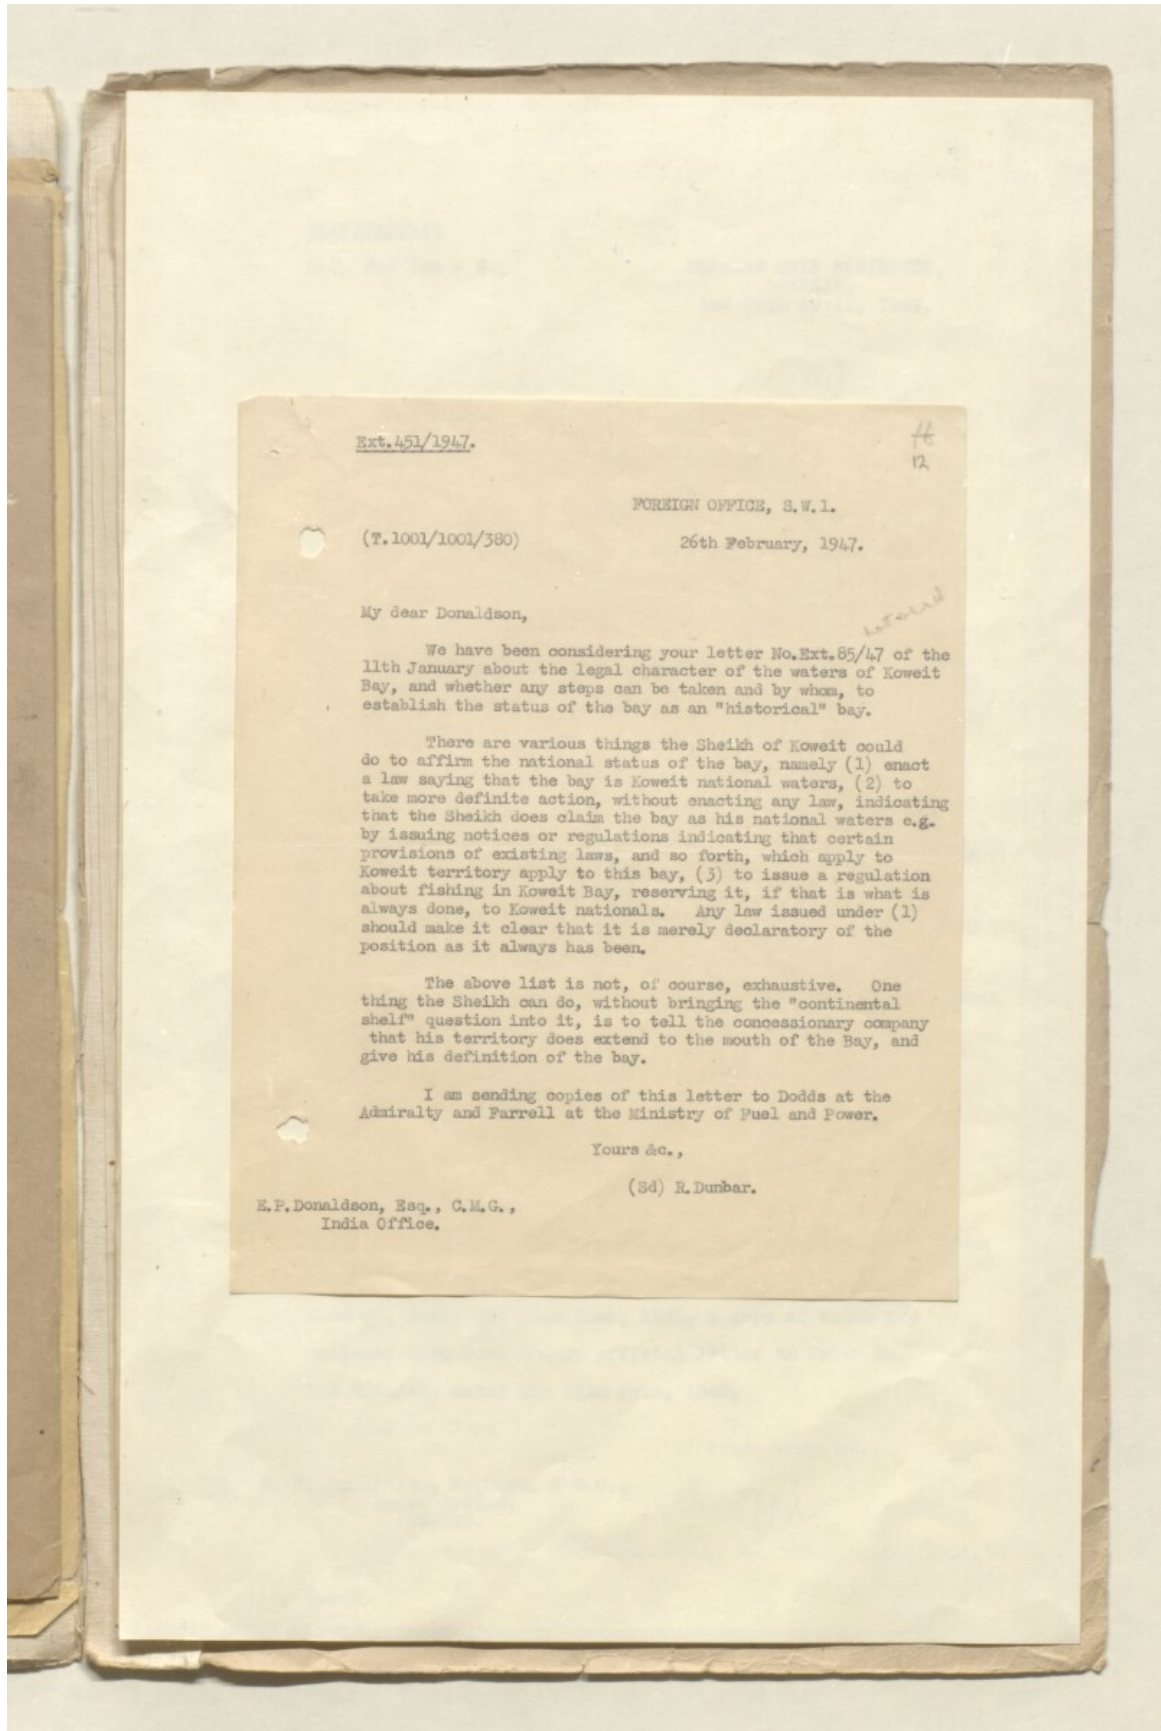 Ext.451/1947.
12
FOREIGN OFFICE, S.W.1.
(T.1001/1001/380)
26th February, 1947.
My dear Donaldson,
We have been considering your letter No.Ext.85/47 of the
11th January about the legal character of the waters of Koweit
Bay, and whether any steps can be taken and by whom, to
establish the status of the bay as an "historical" bay.
There are various things the Sheikh of Koweit could
do to affirm the national status of the bay, namely (1) enact
a law saying that the bay is Koweit national waters, (2) to
take more definite action, without enacting any law, indicating
that the Sheikh does claim the bay as his national waters e.g.
by issuing notices or regulations indicating that certain
provisions of existing laws, and so forth, which apply to
Koweit territory apply to this bay, (3) to issue a regulation
about fishing in Koweit Bay, reserving it, if that is what is
always done, to Koweit nationals. Any law issued under (1)
should make it clear that it is merely declaratory of the
position as it always has been.
The above list is not, of course, exhaustive. One
thing the Sheikh can do, without bringing the "continental
shelf" question into it, is to tell the concessionary company
that his territory does extend to the mouth of the Bay, and
give his definition of the bay.
I am sending copies of this letter to Dodds at the
Admiralty and Farrell at the Ministry of Fuel and Power.
Yours &c.,
(Sd) R.Dunbar.
E.P.Donaldson, Esq., C.M.G.,
India Office.